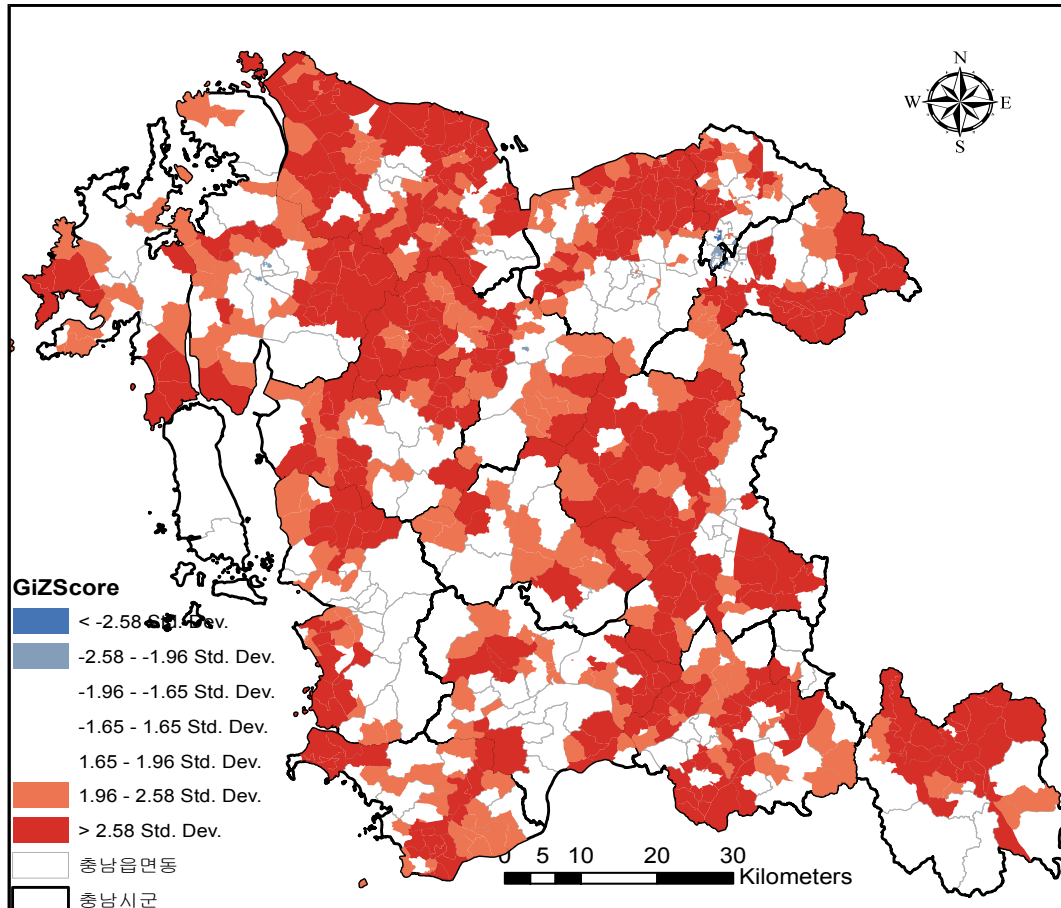 N
W E
S
GiZScore
< -2.58 Std. Dev.
-2.58 - -1.96 Std. Dev.
-1.96 - -1.65 Std. Dev.
-1.65 - 1.65 Std. Dev.
1.65 - 1.96 Std. Dev.
1.96 - 2.58 Std. Dev.
> 2.58 Std. Dev.
충남읍면동
충남시군
0 5 10 20 30
Kilometers